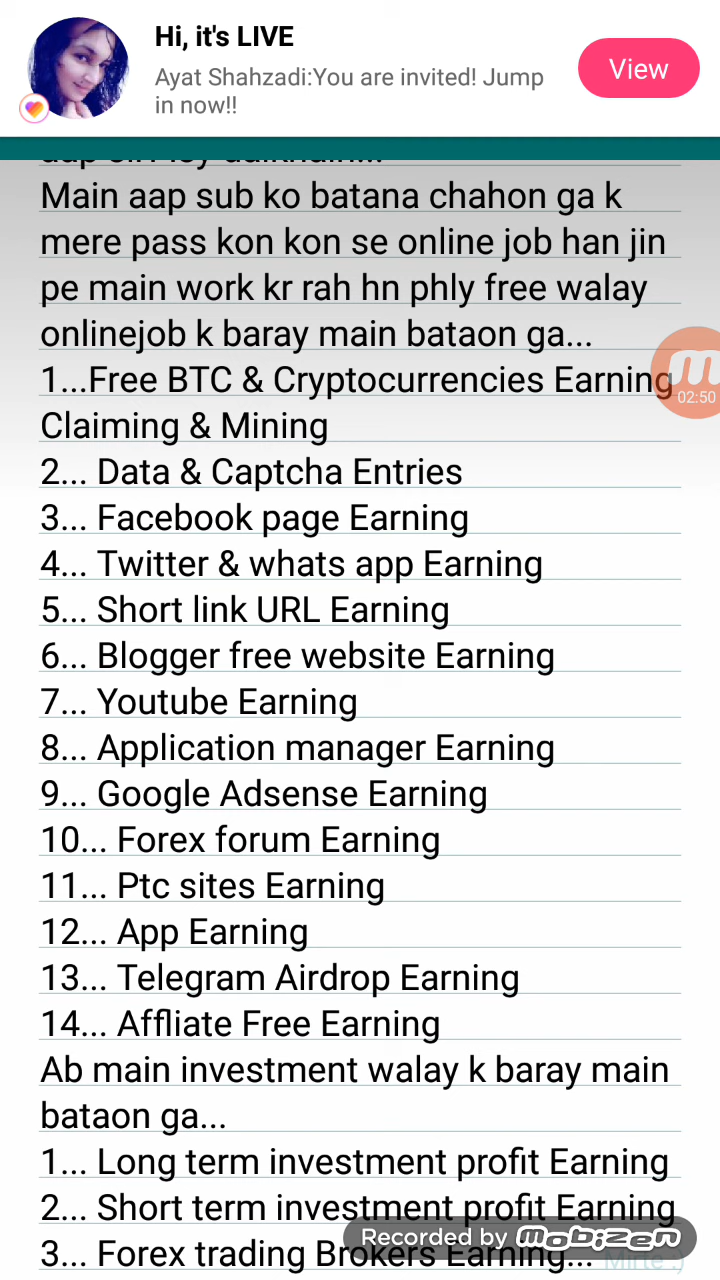 Hi, it's LIVE
Ayat Shahzadi:You are invited! Jump
in now!!
View
Main aap sub ko batana chahon ga k
mere pass kon kon se online job han jin
pe main work kr rah hn phly free walay
onlinejob k baray main bataon ga...
1...Free BTC & Cryptocurrencies Earning
02:50
Claiming & Mining
2... Data & Captcha Entries
3... Facebook page Earning
4... Twitter & whats app Earning
5... Short link URL Earning
6... Blogger free website Earning
7... Youtube Earning
8... Application manager Earning
9... Google Adsense Earning
10... Forex forum Earning
11... Ptc sites Earning
12... App Earning
13... Telegram Airdrop Earning
14... Affliate Free Earning
Ab main investment walay k baray main
bataon ga...
1... Long term investment profit Earning
2... Short term investment profit Earning
Recorded by mobizen
3... Forex trading Brokers Earning...